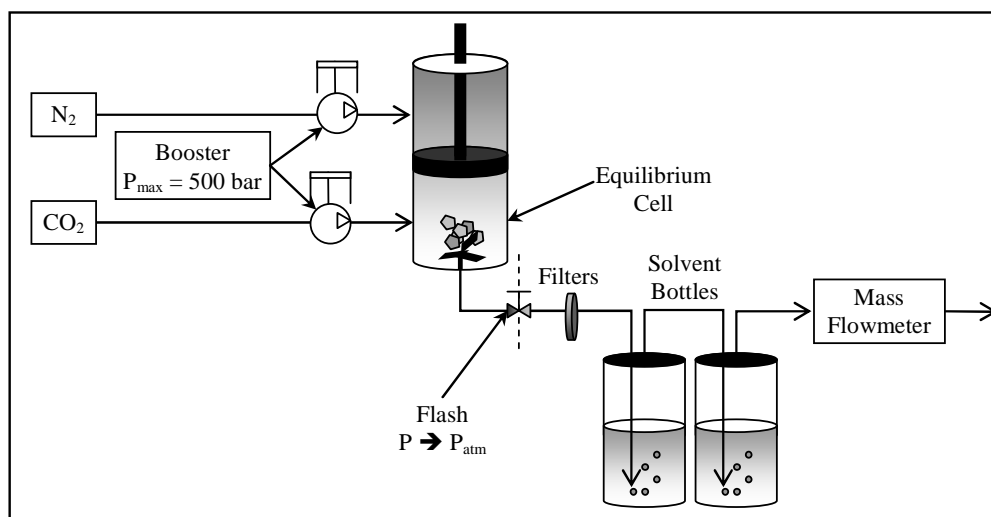 N₂
Booster
Pmax = 500 bar
CO₂
Equilibrium
Cell
Filters
Solvent
Bottles
Mass
Flowmeter
Flash
P ➔ Patm